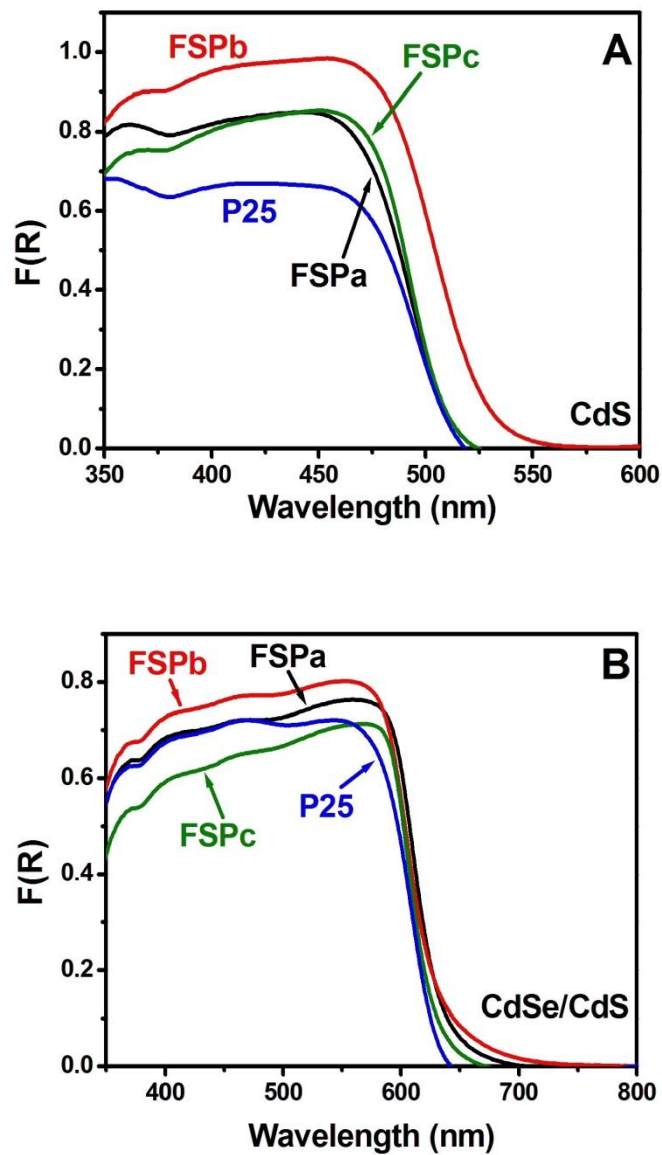 A
FSPb
FSPc
P25
FSPa
CdS
F(R)
1.0
0.8
0.6
0.4
0.2
0.0
350 400 450 500 550 600
Wavelength (nm)
B
FSPb
FSPa
FSPc
P25
CdSe/CdS
F(R)
0.8
0.6
0.4
0.2
0.0
400 500 600 700 800
Wavelength (nm)